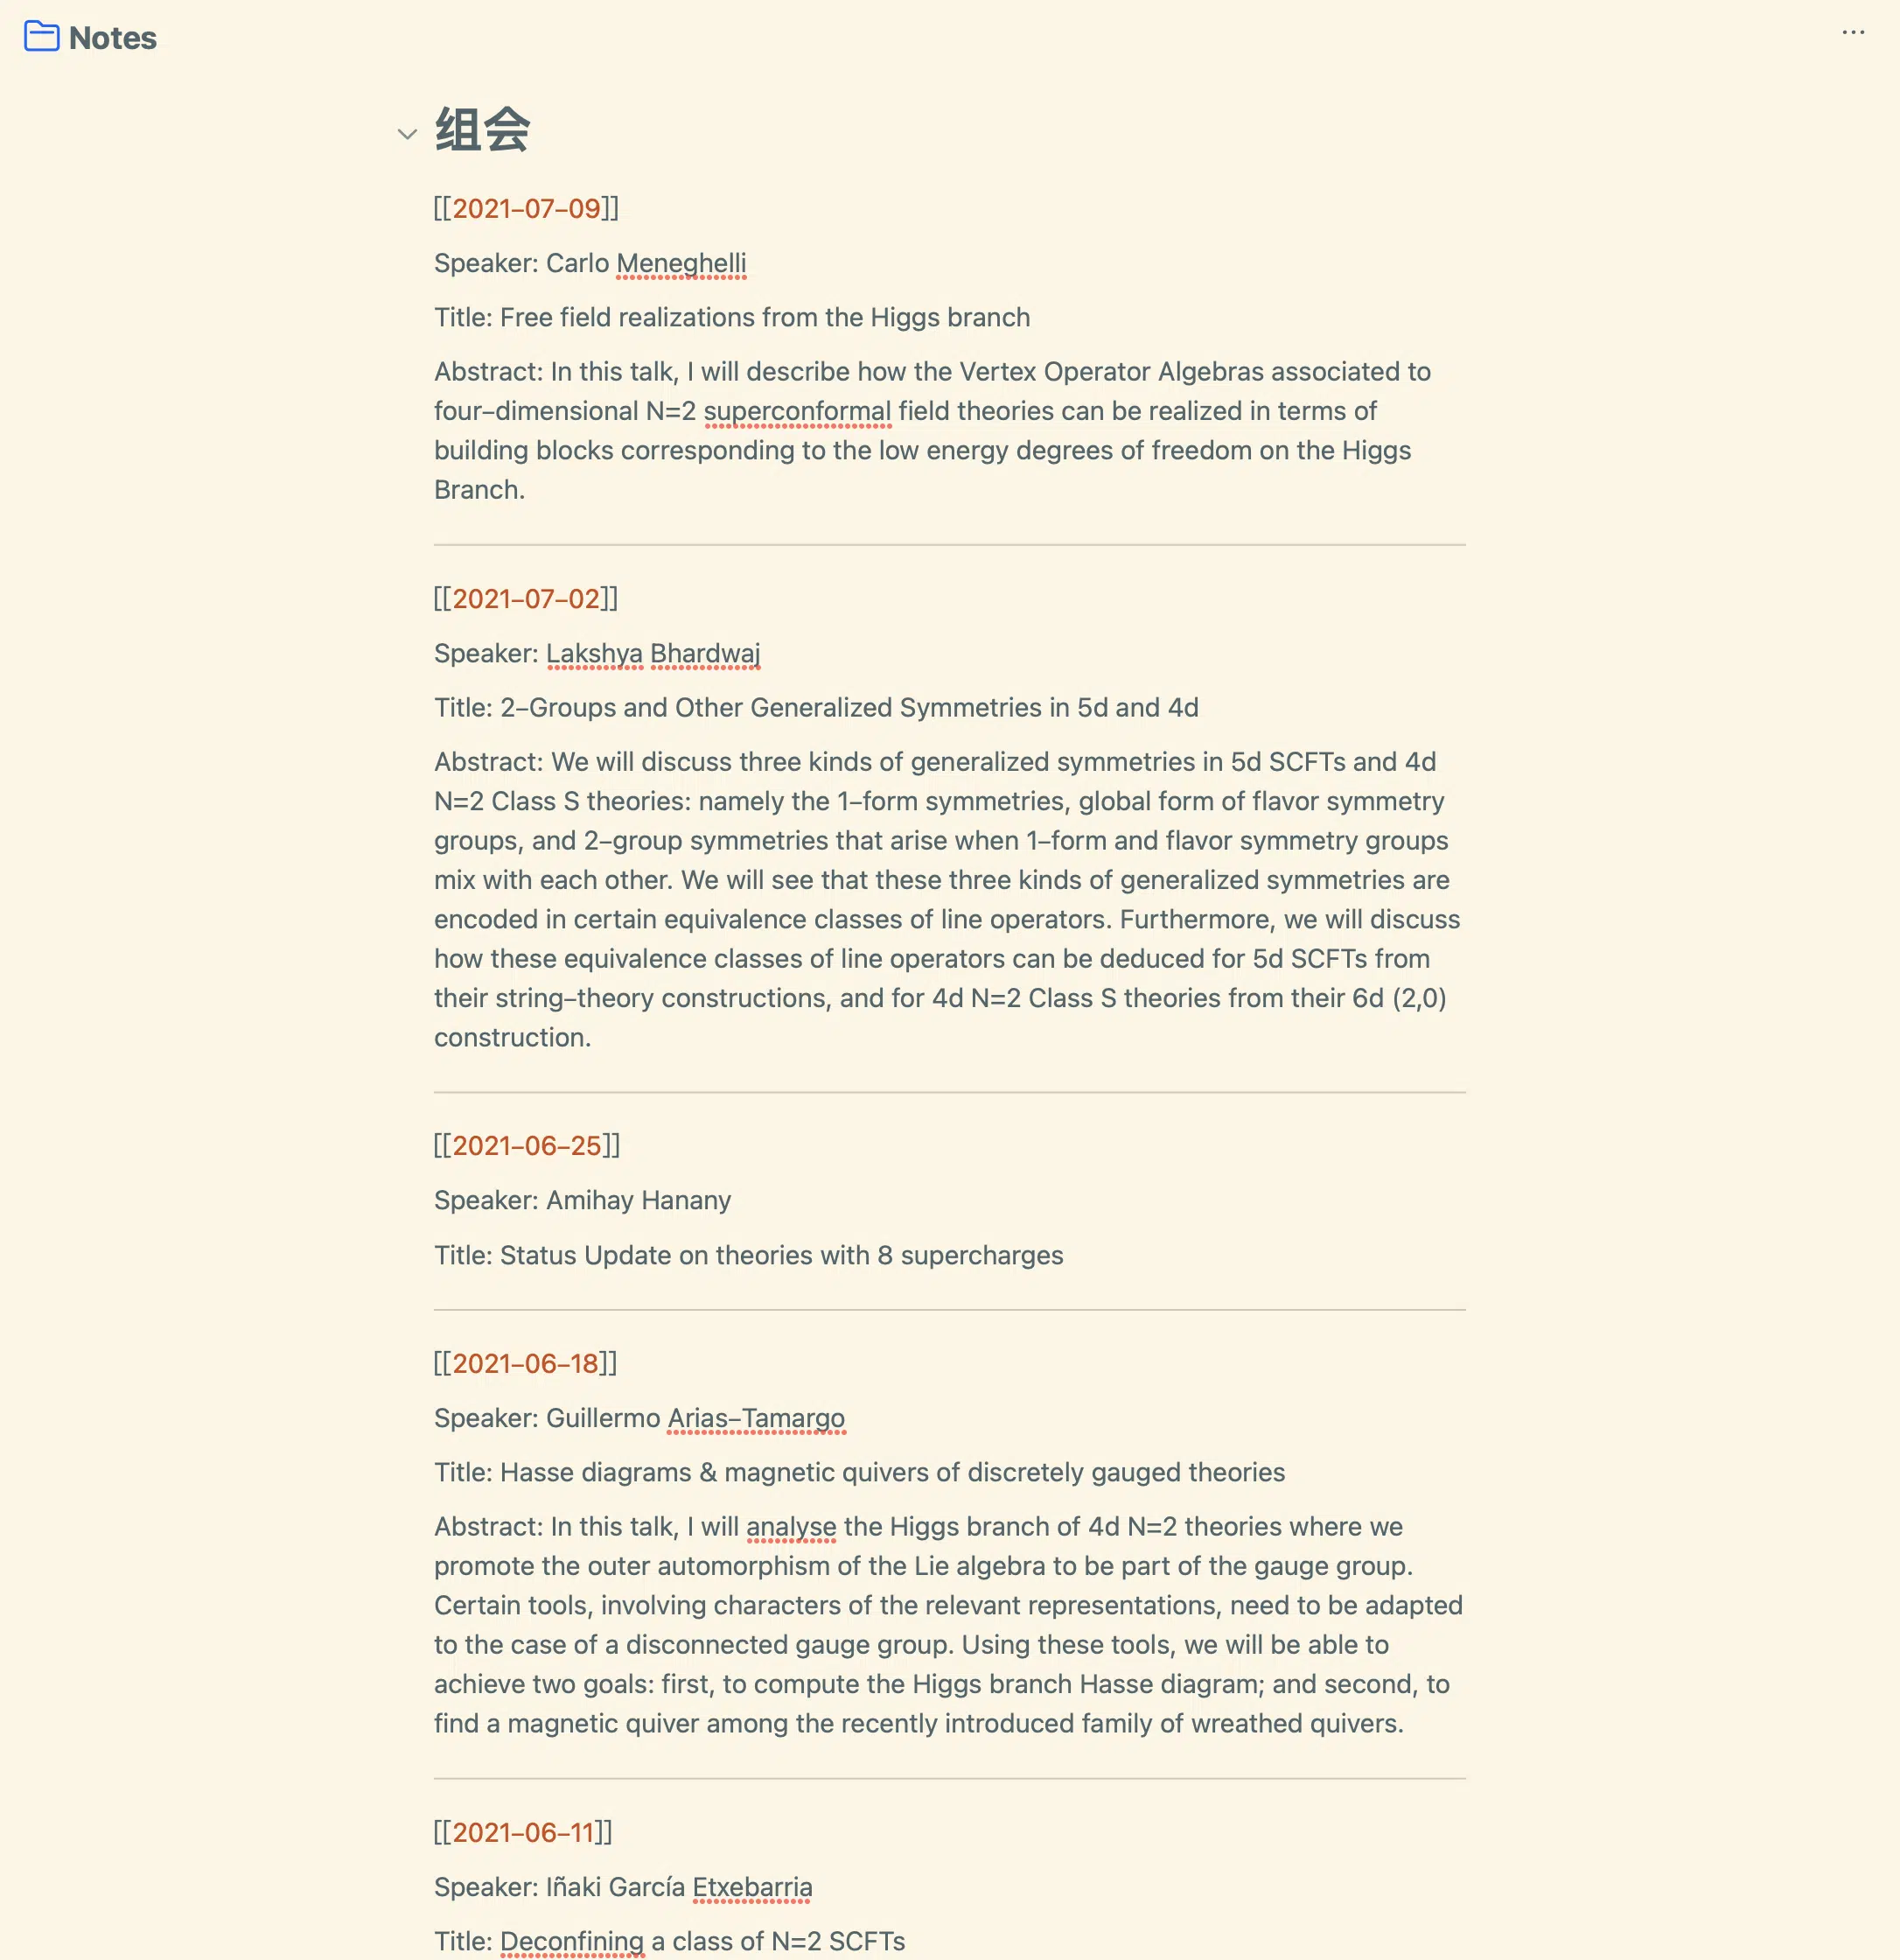 Notes
组会
[[2021-07-09]]
Speaker: Carlo Meneghelli
Title: Free field realizations from the Higgs branch
Abstract: In this talk, I will describe how the Vertex Operator Algebras associated to
four-dimensional N=2 superconformal field theories can be realized in terms of
building blocks corresponding to the low energy degrees of freedom on the Higgs
Branch.
[[2021-07-02]]
Speaker: Lakshya Bhardwaj
Title: 2-Groups and Other Generalized Symmetries in 5d and 4d
Abstract: We will discuss three kinds of generalized symmetries in 5d SCFTs and 4d
N=2 Class S theories: namely the 1-form symmetries, global form of flavor symmetry
groups, and 2-group symmetries that arise when 1-form and flavor symmetry groups
mix with each other. We will see that these three kinds of generalized symmetries are
encoded in certain equivalence classes of line operators. Furthermore, we will discuss
how these equivalence classes of line operators can be deduced for 5d SCFTs from
their string-theory constructions, and for 4d N=2 Class S theories from their 6d (2,0)
construction.
[[2021-06-25]]
Speaker: Amihay Hanany
Title: Status Update on theories with 8 supercharges
[[2021-06-18]]
Speaker: Guillermo Arias-Tamargo
Title: Hasse diagrams & magnetic quivers of discretely gauged theories
Abstract: In this talk, I will analyse the Higgs branch of 4d N=2 theories where we
promote the outer automorphism of the Lie algebra to be part of the gauge group.
Certain tools, involving characters of the relevant representations, need to be adapted
to the case of a disconnected gauge group. Using these tools, we will be able to
achieve two goals: first, to compute the Higgs branch Hasse diagram; and second, to
find a magnetic quiver among the recently introduced family of wreathed quivers.
[[2021-06-11]]
Speaker: Iñaki García Etxebarria
Title: Deconfining a class of N=2 SCFTs